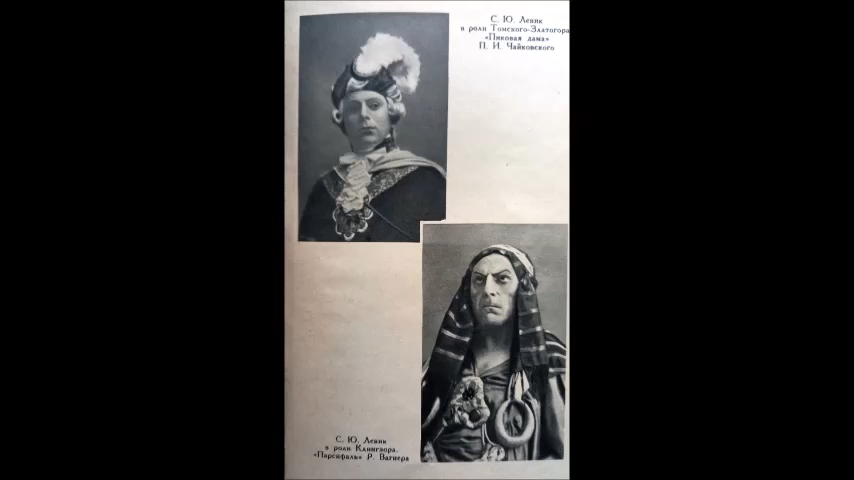 С. Ю. Левик
в роли Томского-Златогора
«Пиковая дама»
П. И. Чайковского
С. Ю. Левик
в роли Клингзора.
«Парсифаль» Р. Вагнера